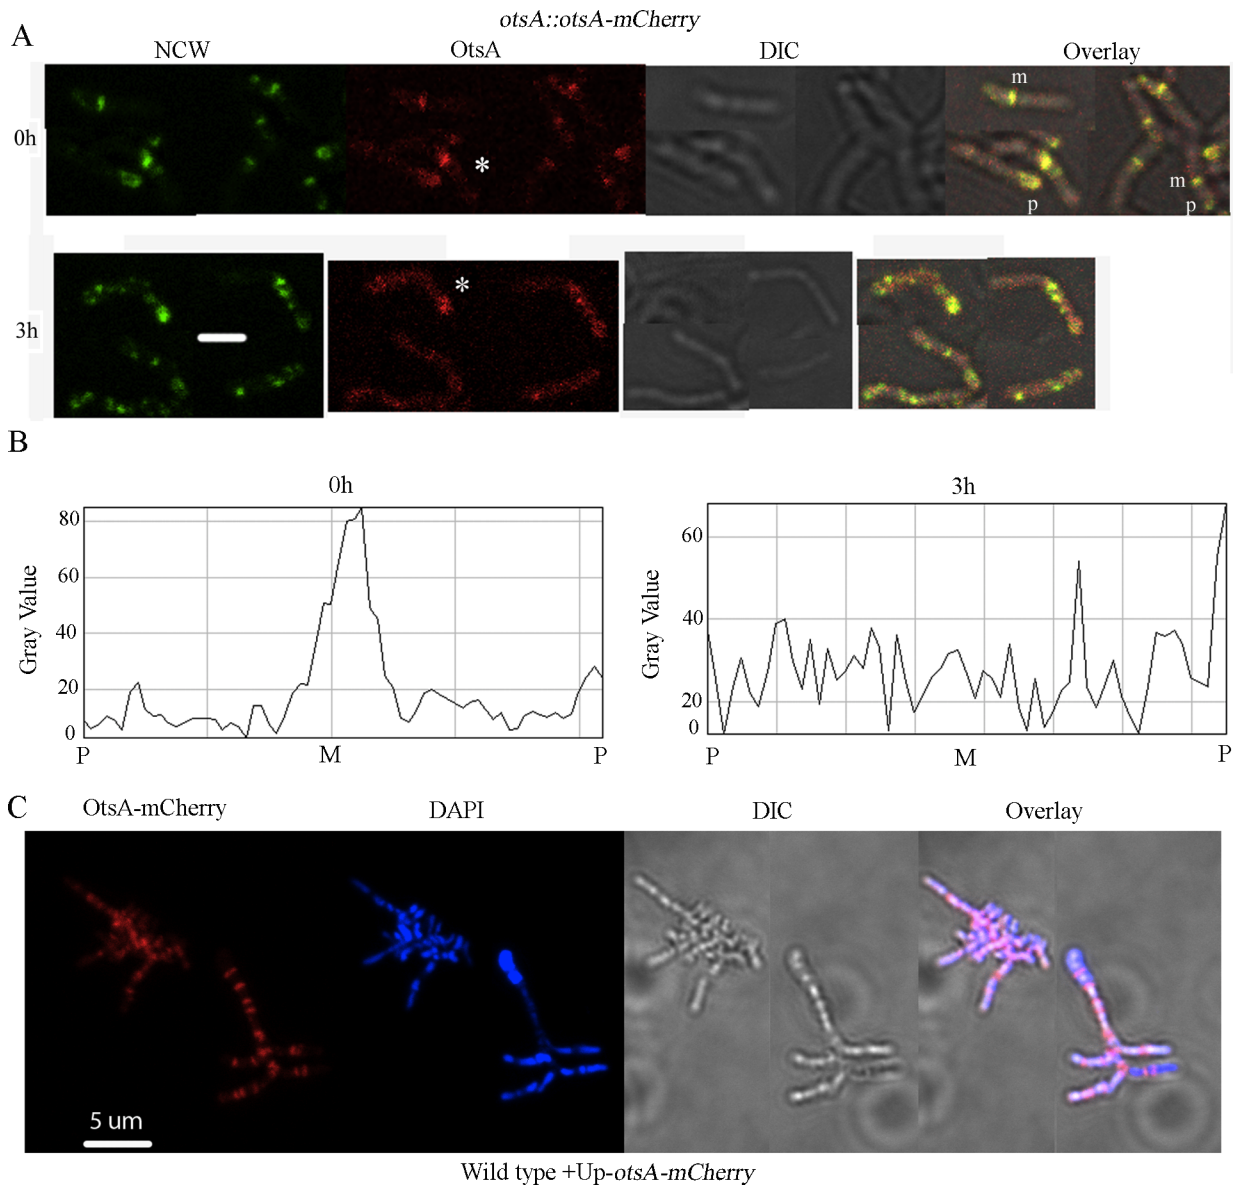 otsA::otsA-mCherry
A
NCW OtsA DIC Overlay
0h
*
m
p
m
p
3h
*
B
0h
80
60
40
20
0
Gray Value
P M P
3h
60
40
20
0
Gray Value
P M P
C
OtsA-mCherry DAPI DIC Overlay
5 um
Wild type +Up-otsA-mCherry